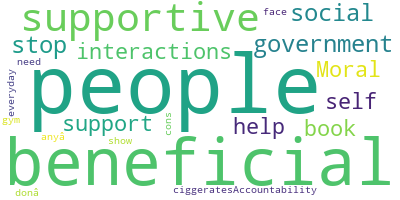 supportive face social
stop interactions government
need
people Moral
everyday self
gym support cons help book
anyâ show
beneficial
donâ ciggeratesAccountability